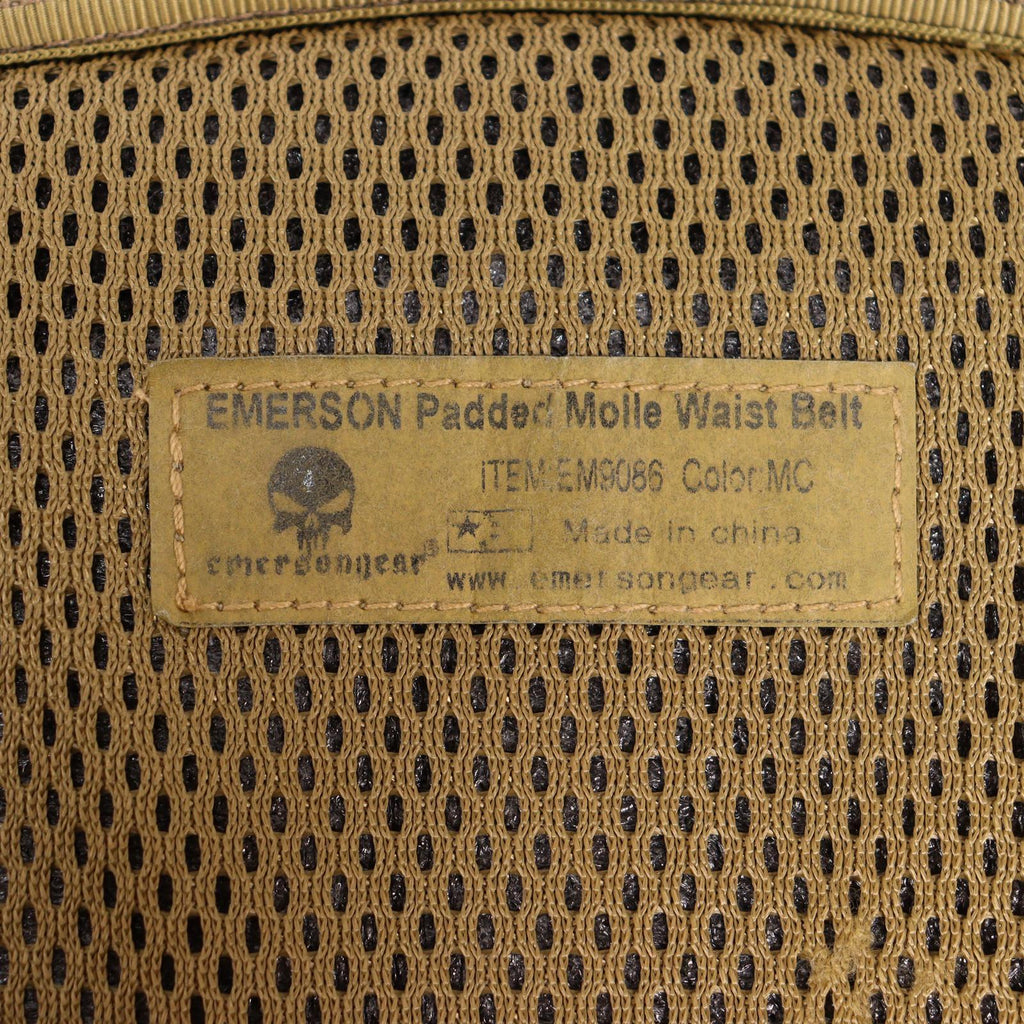 EMERSON Padded Molle Waist Belt
iTEM:EM9086 Color:MC
Made in china
emersongear®
www.emersongear.com